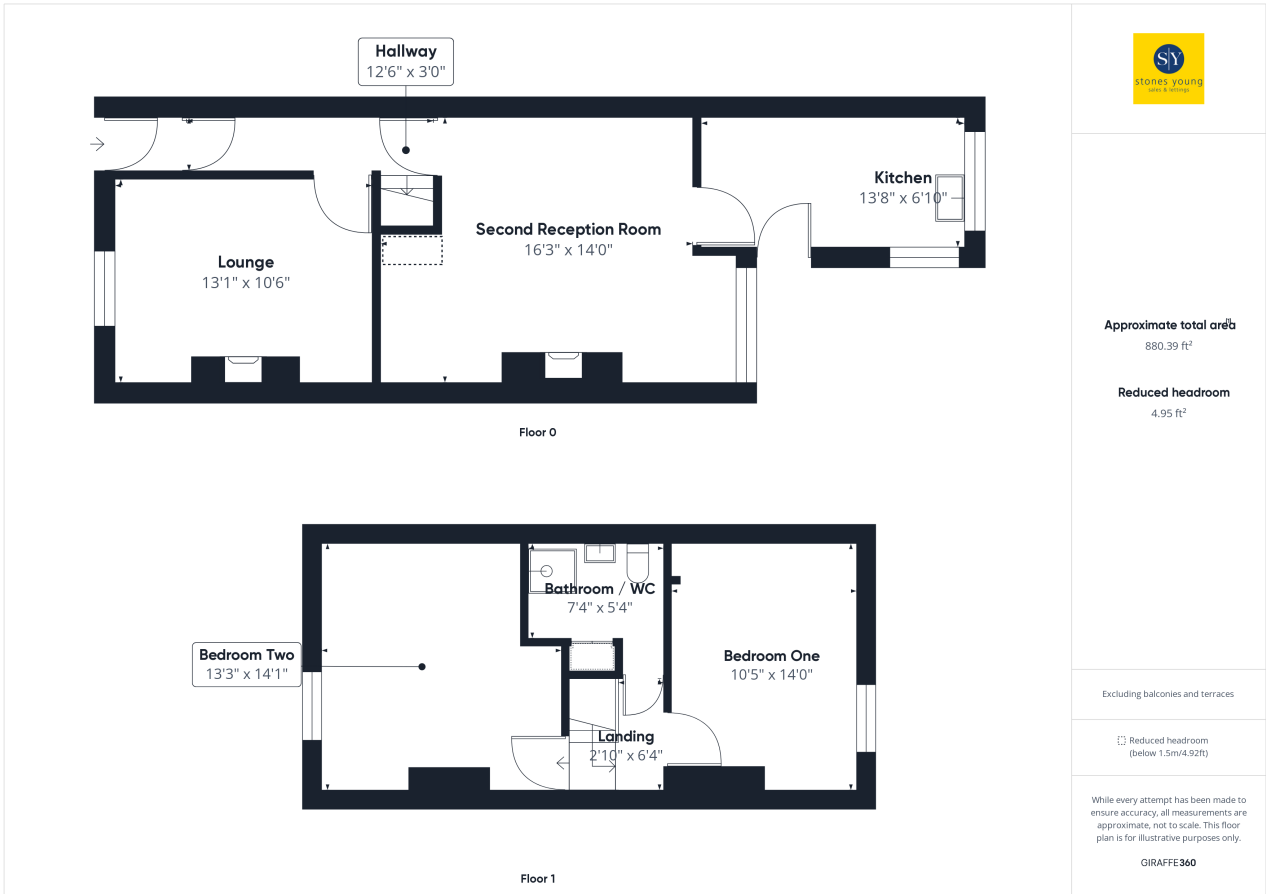 Hallway
12'6" x 3'0"
Kitchen
13'8" x 6'10"
Second Reception Room
16'3" x 14'0"
Lounge
13'1" x 10'6"
Floor 0
Bathroom / WC
7'4" x 5'4"
Bedroom Two
13'3" x 14'1"
Bedroom One
10'5" x 14'0"
Landing
2'10" x 6'4"
Floor 1
S|Y
stones young
sales & lettings
Approximate total area
880.39 ft²
Reduced headroom
4.95 ft²
Excluding balconies and terraces
Reduced headroom
(below 1.5m/4.92ft)
While every attempt has been made to
ensure accuracy, all measurements are
approximate, not to scale. This floor
plan is for illustrative purposes only.
GIRAFFE360